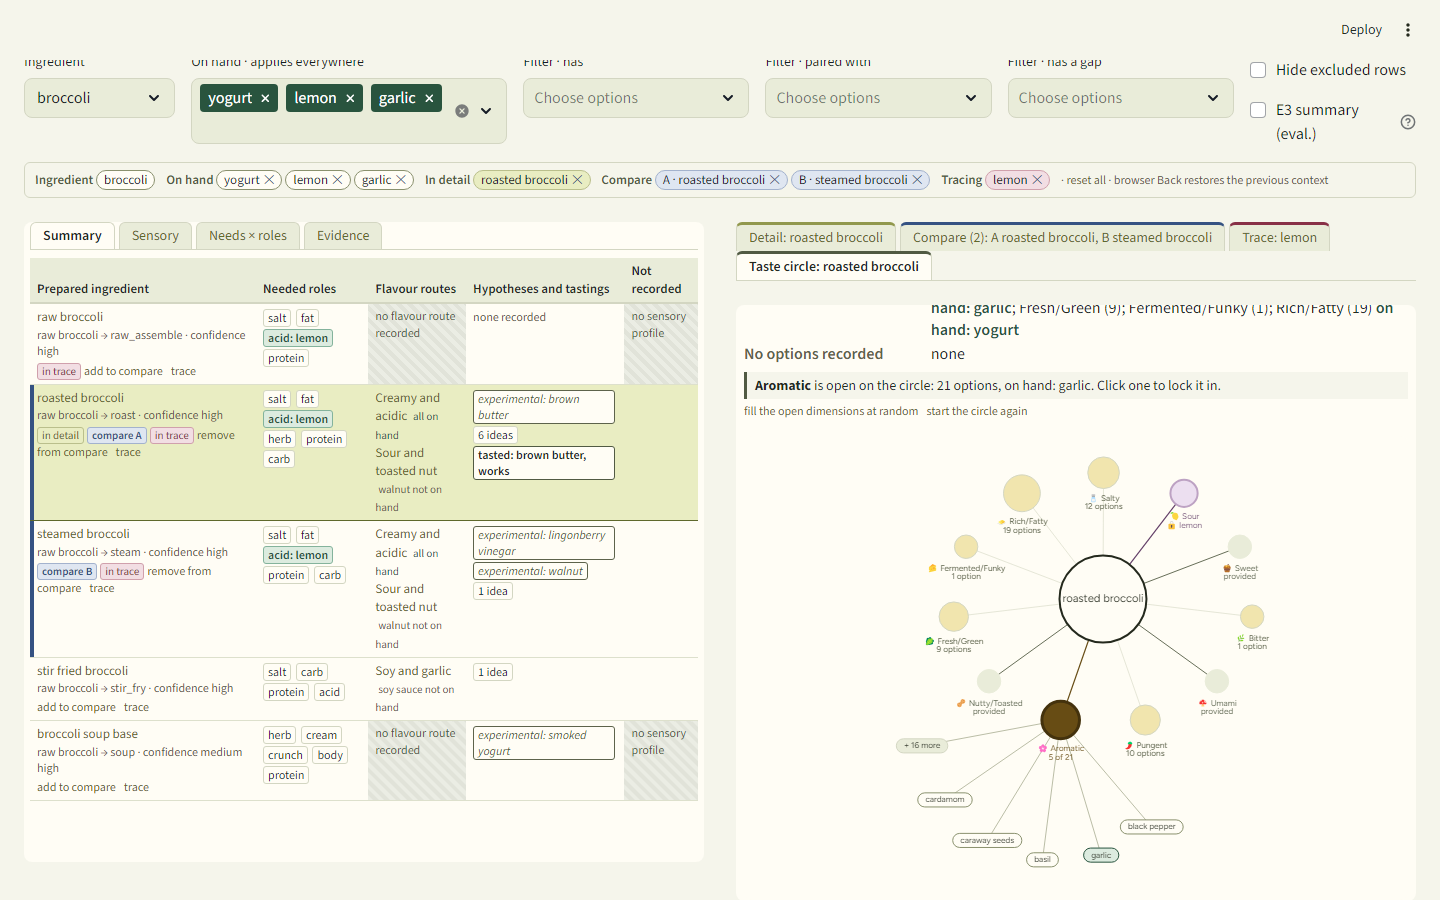 Deploy
Ingredient
On hand · applies everywhere
Filter · has
Filter · paired with
Filter · has a gap
broccoli
yogurt ×
lemon ×
garlic ×
Choose options
Choose options
Choose options
Hide excluded rows
E3 summary
(eval.)
Ingredient broccoli On hand yogurt × lemon × garlic × In detail roasted broccoli × Compare A · roasted broccoli × B · steamed broccoli × Tracing lemon × · reset all · browser Back restores the previous context
Summary
Sensory
Needs × roles
Evidence
Prepared ingredient
Needed roles
Flavour routes
Hypotheses and tastings
Not
recorded
raw broccoli
raw broccoli → raw_assemble · confidence
high
in trace add to compare trace
salt fat
acid: lemon
protein
no flavour route
recorded
none recorded
no sensory
profile
roasted broccoli
raw broccoli → roast · confidence high
in detail compare A in trace remove
from compare trace
salt fat
acid: lemon
herb protein
carb
Creamy and
acidic all on
hand
Sour and
toasted nut
walnut not on
hand
experimental: brown
butter
6 ideas
tasted: brown butter,
works
steamed broccoli
raw broccoli → steam · confidence high
compare B in trace remove from
compare trace
salt fat
acid: lemon
protein carb
Creamy and
acidic all on
hand
Sour and
toasted nut
walnut not on
hand
experimental: lingonberry
vinegar
experimental: walnut
1 idea
stir fried broccoli
raw broccoli → stir_fry · confidence high
add to compare trace
salt carb
protein acid
Soy and garlic
soy sauce not on
hand
1 idea
broccoli soup base
raw broccoli → soup · confidence medium
high
add to compare trace
herb cream
crunch body
protein
no flavour route
recorded
experimental: smoked
yogurt
no sensory
profile
Detail: roasted broccoli
Compare (2): A roasted broccoli, B steamed broccoli
Trace: lemon
Taste circle: roasted broccoli
hand: garlic; Fresh/Green (9); Fermented/Funky (1); Rich/Fatty (19) on
hand: yogurt
No options recorded none
Aromatic is open on the circle: 21 options, on hand: garlic. Click one to lock it in.
fill the open dimensions at random start the circle again
Salty
12 options
Rich/Fatty
19 options
Sour
lemon
Fermented/Funky
1 option
Sweet
provided
roasted broccoli
Fresh/Green
9 options
Bitter
1 option
Nutty/Toasted
provided
Umami
provided
Aromatic
5 of 21
Pungent
10 options
+ 16 more
cardamom
caraway seeds
basil
garlic
black pepper